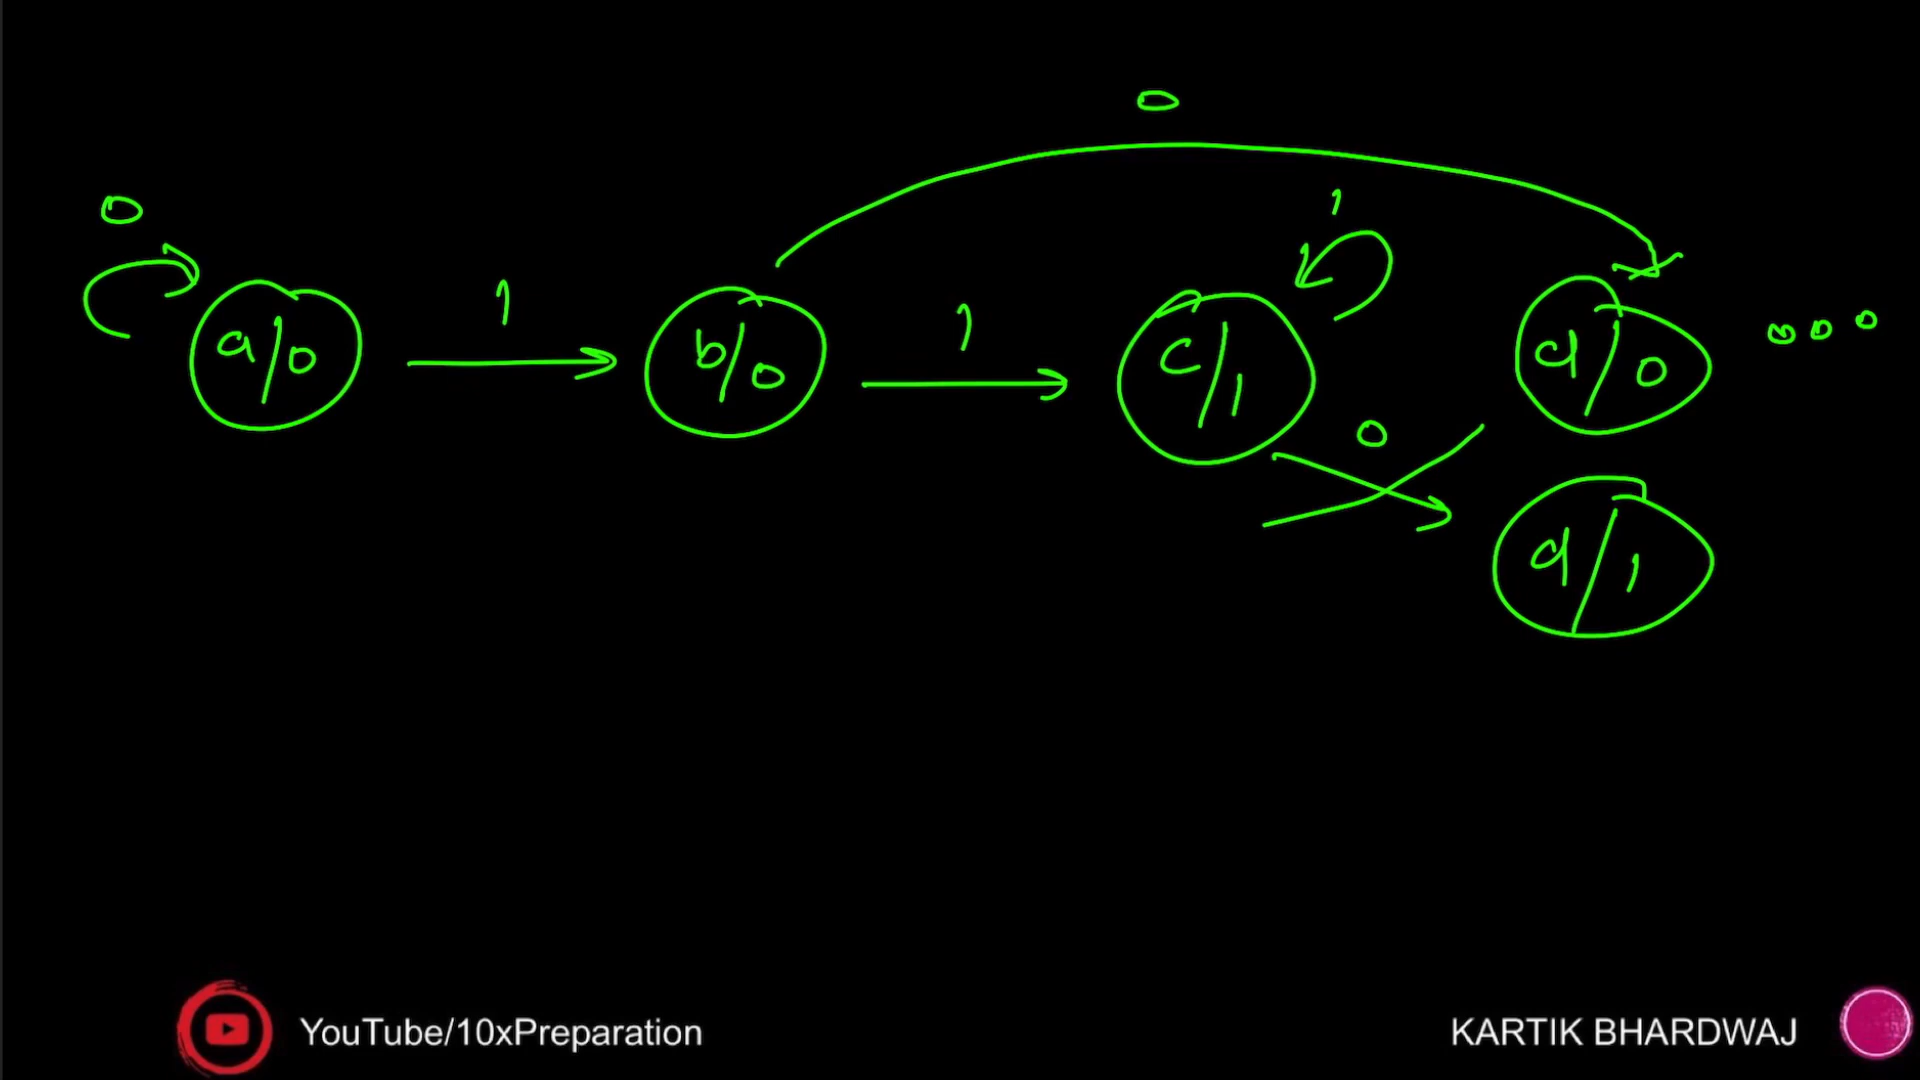 0
0
1
1
1
a/0
b/0
c/1
d/0
0
d/1
YouTube/10xPreparation
KARTIK BHARDWAJ